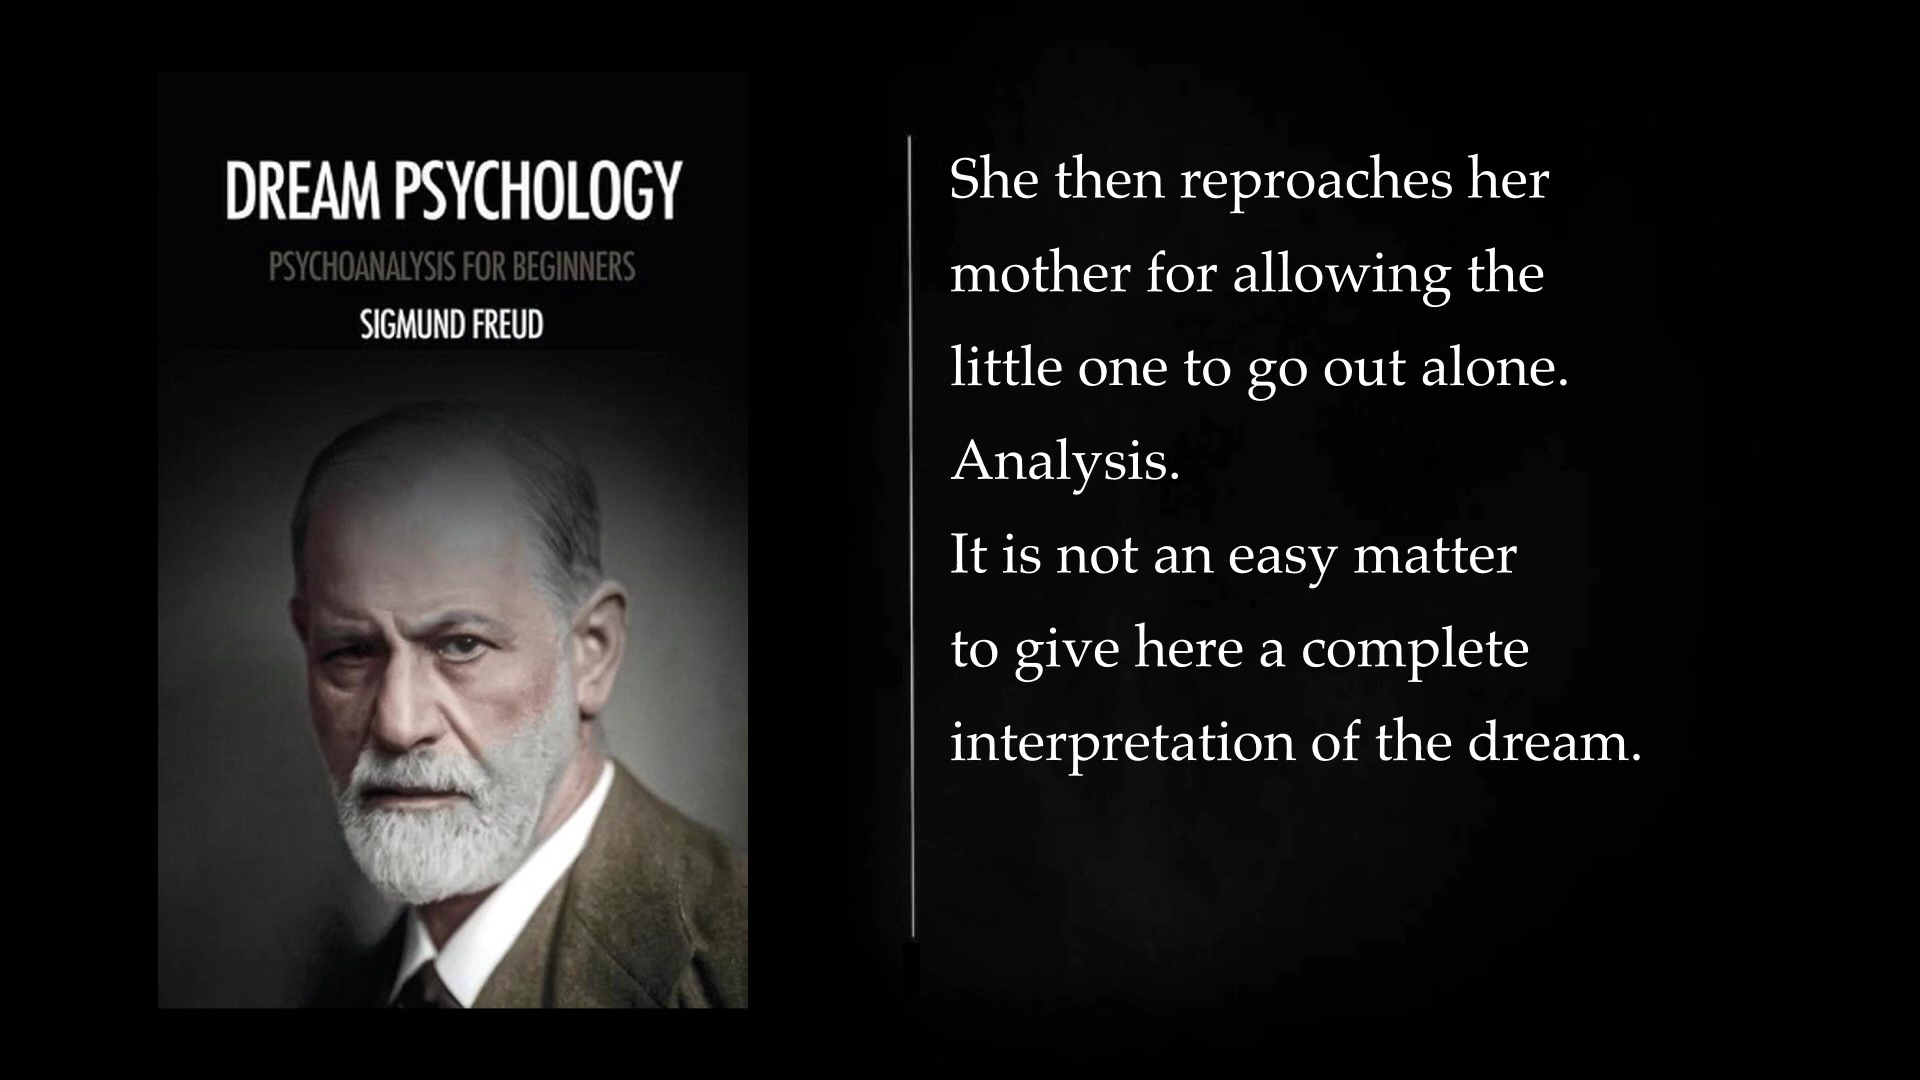 DREAM PSYCHOLOGY
PSYCHOANALYSIS FOR BEGINNERS
SIGMUND FREUD
She then reproaches her
mother for allowing the
little one to go out alone.
Analysis.
It is not an easy matter
to give here a complete
interpretation of the dream.